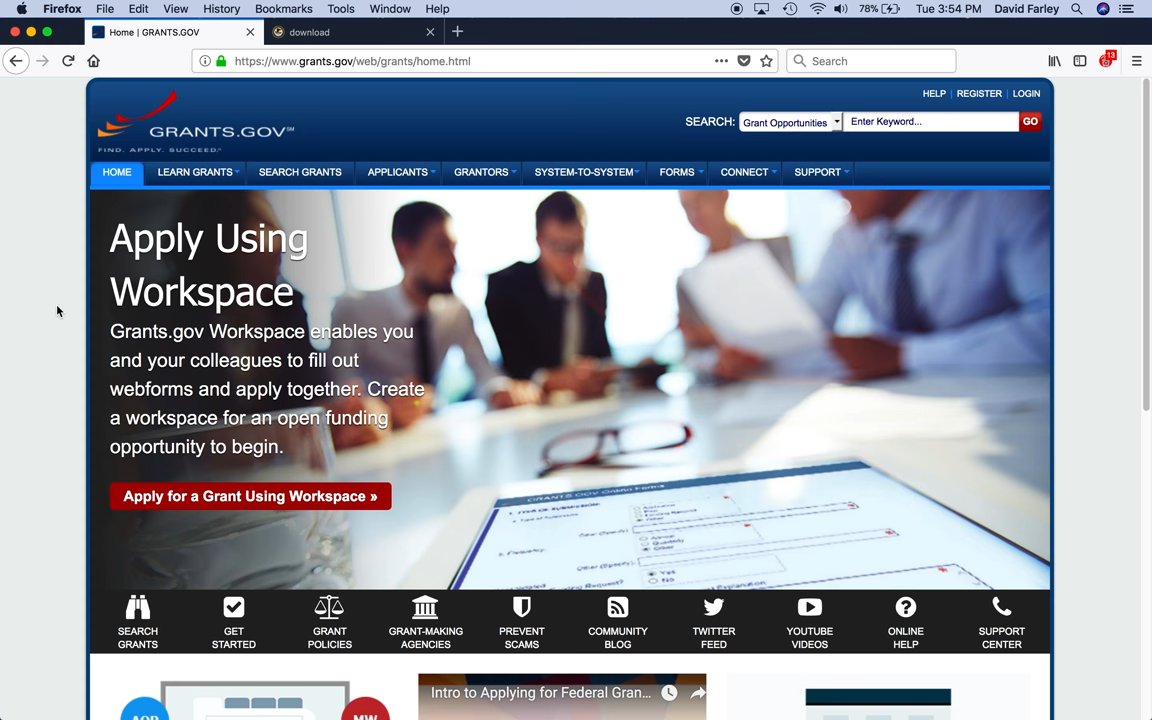 Firefox File Edit View History Bookmarks Tools Window Help 78% Tue 3:54 PM David Farley
Home | GRANTS.GOV download
https://www.grants.gov/web/grants/home.html Search 13
HELP | REGISTER | LOGIN
GRANTS.GOV℠
FIND. APPLY. SUCCEED.℠
SEARCH: Grant Opportunities Enter Keyword... GO
HOME LEARN GRANTS SEARCH GRANTS APPLICANTS GRANTORS SYSTEM-TO-SYSTEM FORMS CONNECT SUPPORT
Apply Using
Workspace
Grants.gov Workspace enables you
and your colleagues to fill out
webforms and apply together. Create
a workspace for an open funding
opportunity to begin.
Apply for a Grant Using Workspace »
SEARCH GRANTS
GET STARTED
GRANT POLICIES
GRANT-MAKING AGENCIES
PREVENT SCAMS
COMMUNITY BLOG
TWITTER FEED
YOUTUBE VIDEOS
ONLINE HELP
SUPPORT CENTER
AOR
MW
Intro to Applying for Federal Gran...